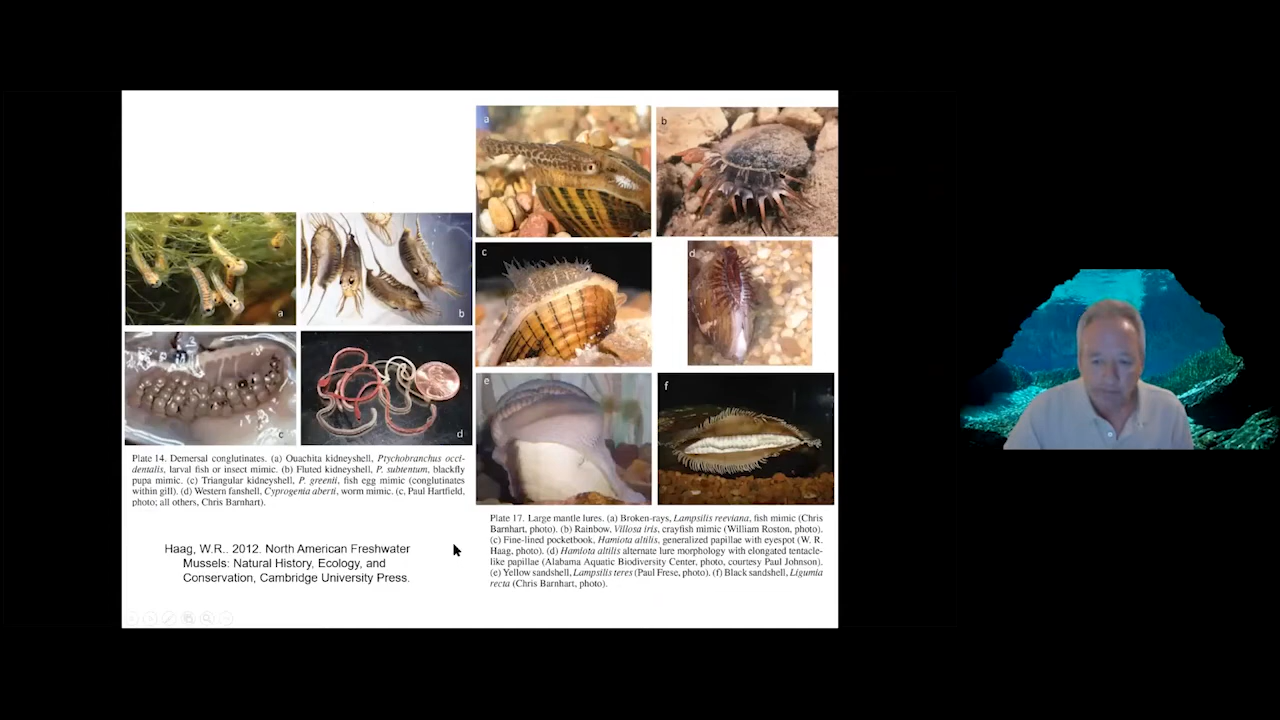 a
b
c
d
Plate 14. Demersal conglutinates. (a) Ouachita kidneyshell, Ptychobranchus occi-
dentalis, larval fish or insect mimic. (b) Fluted kidneyshell, P. subtentum, blackfly
pupa mimic. (c) Triangular kidneyshell, P. greenii, fish egg mimic (conglutinates
within gill). (d) Western fanshell, Cyprogenia aberti, worm mimic. (c, Paul Hartfield,
photo; all others, Chris Barnhart).
Haag, W.R.. 2012. North American Freshwater
Mussels: Natural History, Ecology, and
Conservation, Cambridge University Press.
a
b
c
d
e
f
Plate 17. Large mantle lures. (a) Broken-rays, Lampsilis reeviana, fish mimic (Chris
Barnhart, photo). (b) Rainbow, Villosa iris, crayfish mimic (William Roston, photo).
(c) Fine-lined pocketbook, Hamiota altilis, generalized papillae with eyespot (W. R.
Haag, photo). (d) Hamiota altilis alternate lure morphology with elongated tentacle-
like papillae (Alabama Aquatic Biodiversity Center, photo, courtesy Paul Johnson).
(e) Yellow sandshell, Lampsilis teres (Paul Frese, photo). (f) Black sandshell, Ligumia
recta (Chris Barnhart, photo).